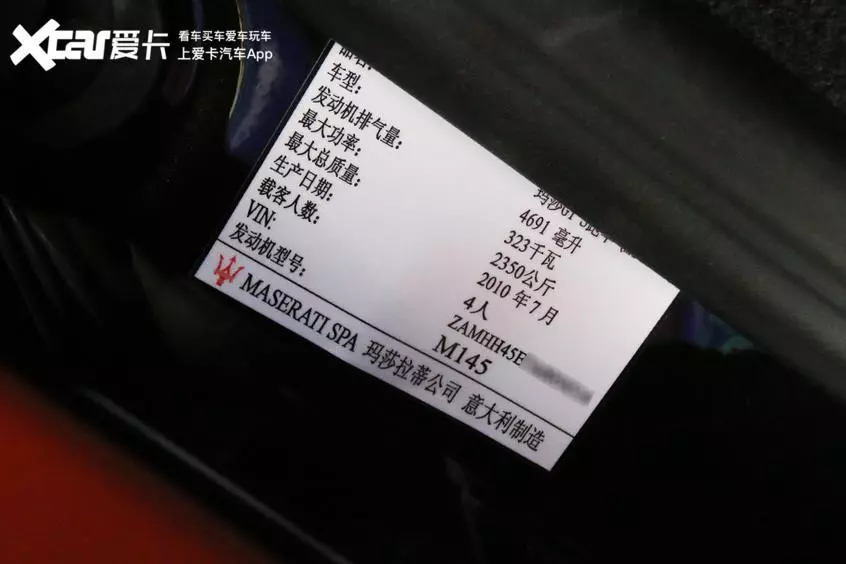 Xcar爱卡
看车买车爱车玩车
上爱卡汽车App
车型:
发动机排气量: 4691 毫升
最大功率: 323千瓦
最大总质量: 2350公斤
生产日期: 2010 年 7 月
载客人数: 4人
VIN: ZAMHH45E
发动机型号: M145
MASERATI SPA 玛莎拉蒂公司 意大利制造